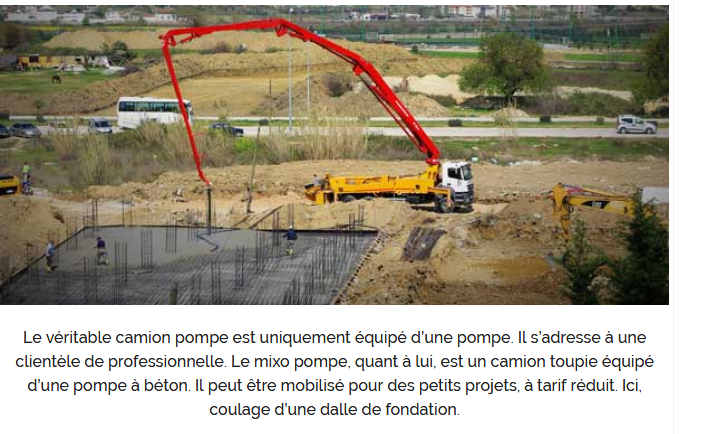 Le véritable camion pompe est uniquement équipé d'une pompe. Il s'adresse à une
clientèle de professionnelle. Le mixo pompe, quant à lui, est un camion toupie équipé
d'une pompe à béton. Il peut être mobilisé pour des petits projets, à tarif réduit. Ici,
coulage d'une dalle de fondation.